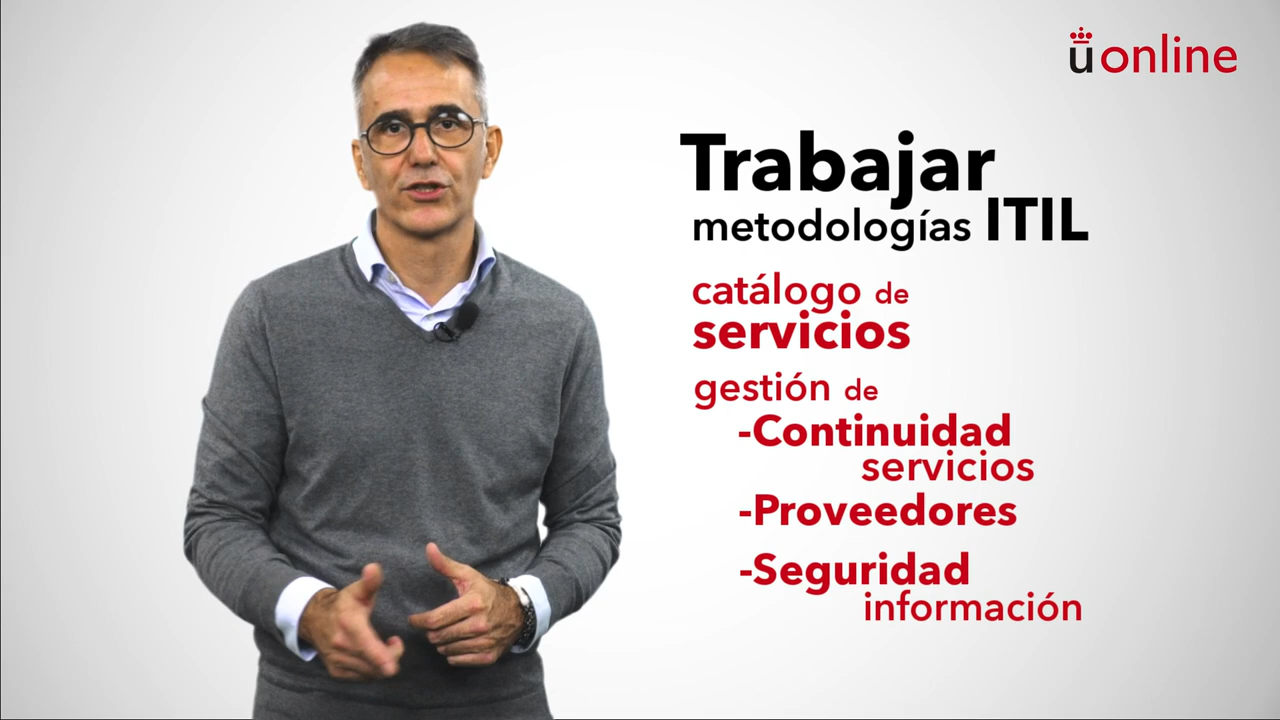 ü online
Trabajar
metodologías ITIL
catálogo de
servicios
gestión de
-Continuidad
servicios
-Proveedores
-Seguridad
información